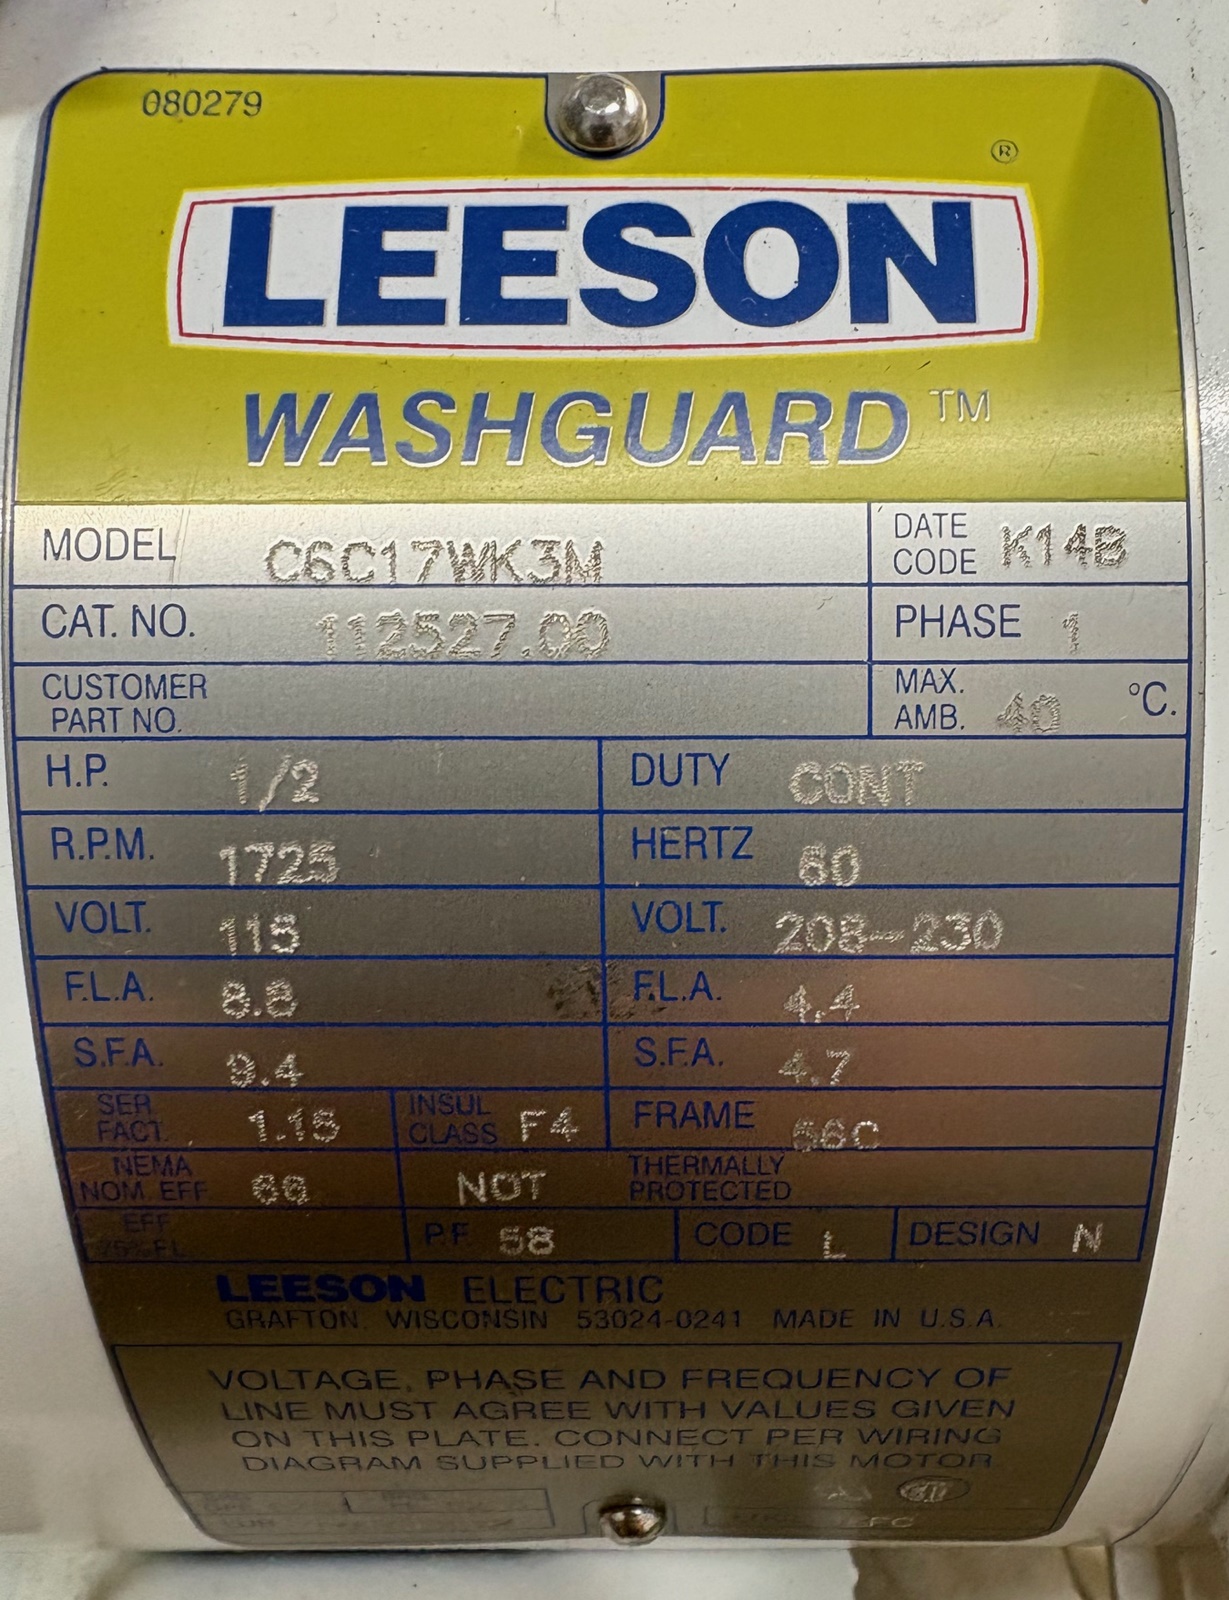 080279
®
LEESON
WASHGUARD™
MODEL C6C17WK3M DATE CODE K14B
CAT. NO. 112527.00 PHASE 1
CUSTOMER PART NO. MAX. AMB. 40 °C.
H.P. 1/2 DUTY CONT
R.P.M. 1725 HERTZ 60
VOLT. 115 VOLT. 208-230
F.L.A. 8.8 F.L.A. 4.4
S.F.A. 9.4 S.F.A. 4.7
SER. FACT. 1.15 INSUL CLASS F4 FRAME 56C
NEMA NOM. EFF 66 NOT THERMALLY PROTECTED
EFF 75% FL P.F. 58 CODE L DESIGN N
LEESON ELECTRIC
GRAFTON, WISCONSIN 53024-0241 MADE IN U.S.A.
VOLTAGE, PHASE AND FREQUENCY OF
LINE MUST AGREE WITH VALUES GIVEN
ON THIS PLATE. CONNECT PER WIRING
DIAGRAM SUPPLIED WITH THIS MOTOR